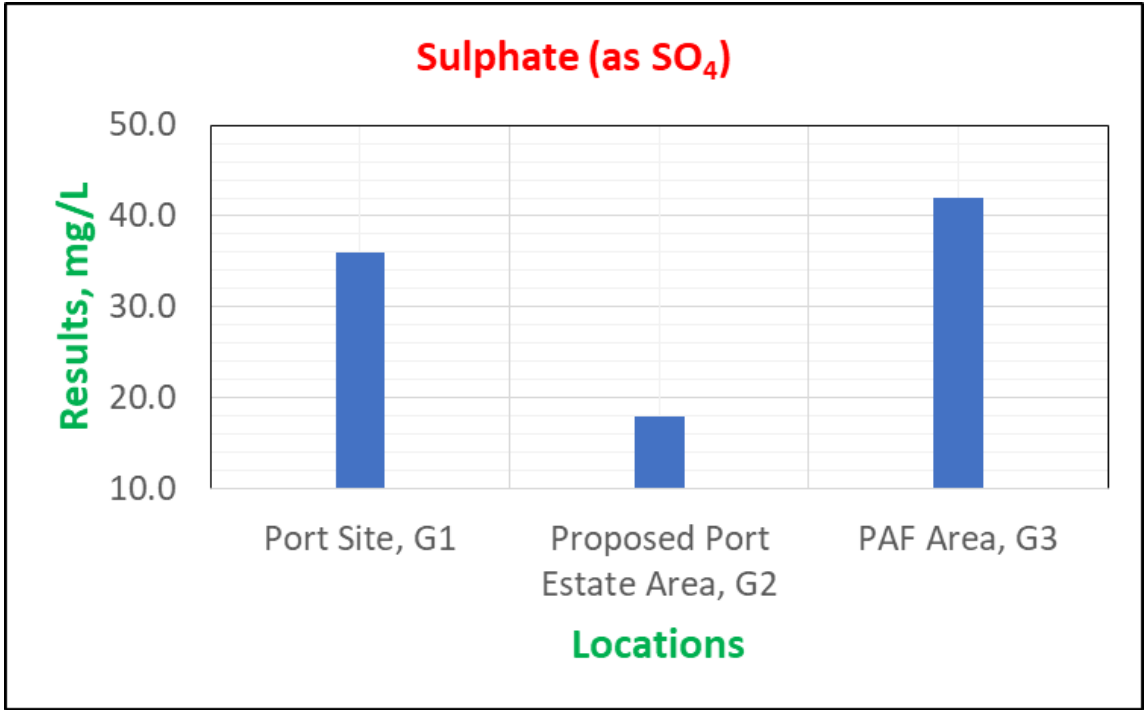 Sulphate (as SO₄)
Results, mg/L
50.0
40.0
30.0
20.0
10.0
Port Site, G1
Proposed Port
Estate Area, G2
PAF Area, G3
Locations